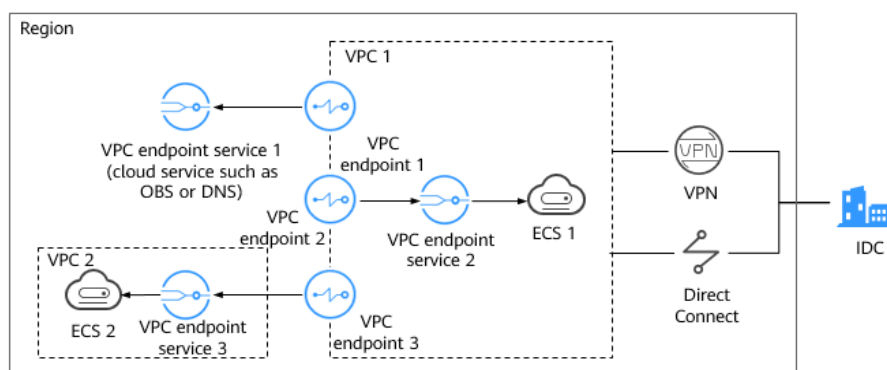 Region
VPC 1
VPC endpoint service 1
(cloud service such as
OBS or DNS)
VPC
endpoint 1
VPN
VPN
VPC
endpoint 2
VPC endpoint
service 2
ECS 1
IDC
VPC 2
ECS 2
VPC endpoint
service 3
VPC
endpoint 3
Direct
Connect